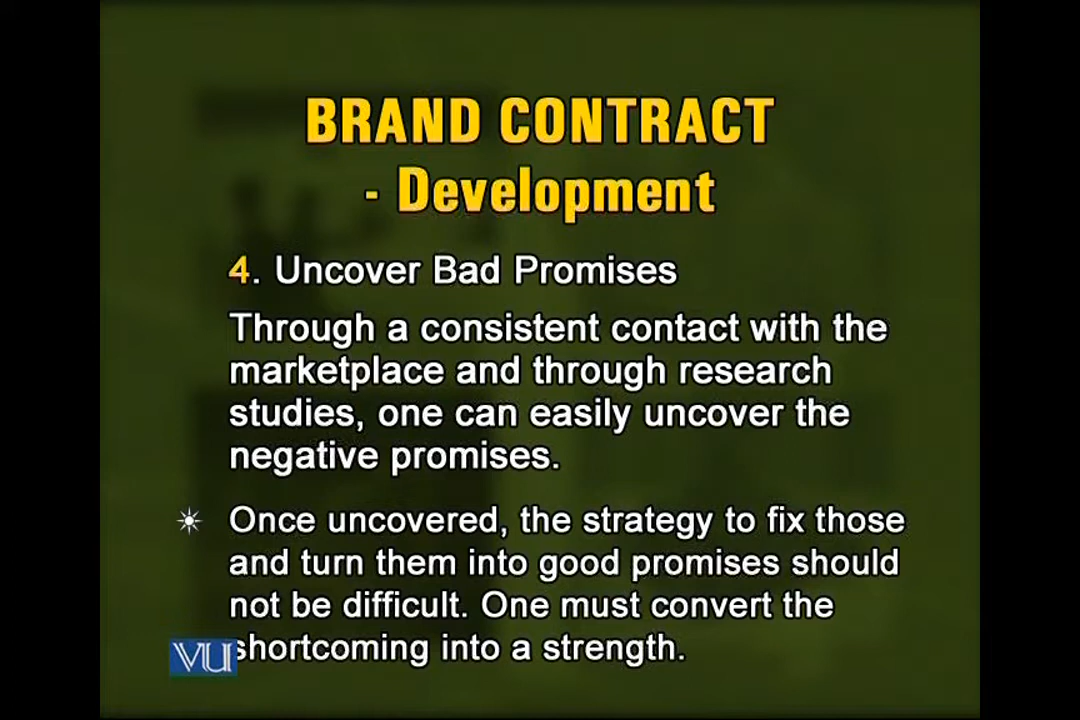 BRAND CONTRACT
- Development
4. Uncover Bad Promises
Through a consistent contact with the
marketplace and through research
studies, one can easily uncover the
negative promises.
Once uncovered, the strategy to fix those
and turn them into good promises should
not be difficult. One must convert the
shortcoming into a strength.
VU